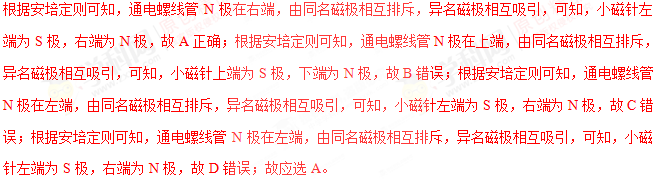 根据安培定则可知，通电螺线管 N 极在右端，由同名磁极相互排斥，异名磁极相互吸引，可知，小磁针左
端为 S 极，右端为 N 极，故 A 正确；根据安培定则可知，通电螺线管 N 极在上端，由同名磁极相互排斥，
异名磁极相互吸引，可知，小磁针上端为 S 极，下端为 N 极，故 B 错误；根据安培定则可知，通电螺线管
N 极在左端，由同名磁极相互排斥，异名磁极相互吸引，可知，小磁针左端为 S 极，右端为 N 极，故 C 错
误；根据安培定则可知，通电螺线管 N 极在左端，由同名磁极相互排斥，异名磁极相互吸引，可知，小磁
针左端为 S 极，右端为 N 极，故 D 错误；故应选 A。